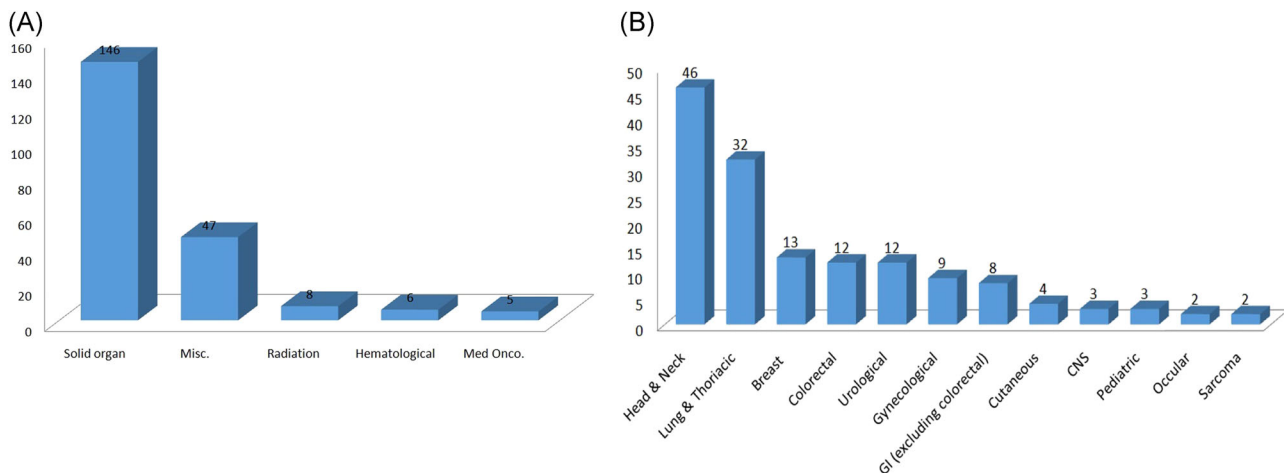 (A)
160
140
120
100
80
60
40
20
0
146
47
8
6
5
Solid organ
Misc.
Radiation
Hematological
Med Onco.
(B)
50
45
40
35
30
25
20
15
10
5
0
46
32
13
12
12
9
8
4
3
3
2
2
Head & Neck
Lung & Thoriacic
Breast
Colorectal
Urological
Gynecological
GI (excluding colorectal)
Cutaneous
CNS
Pediatric
Occular
Sarcoma